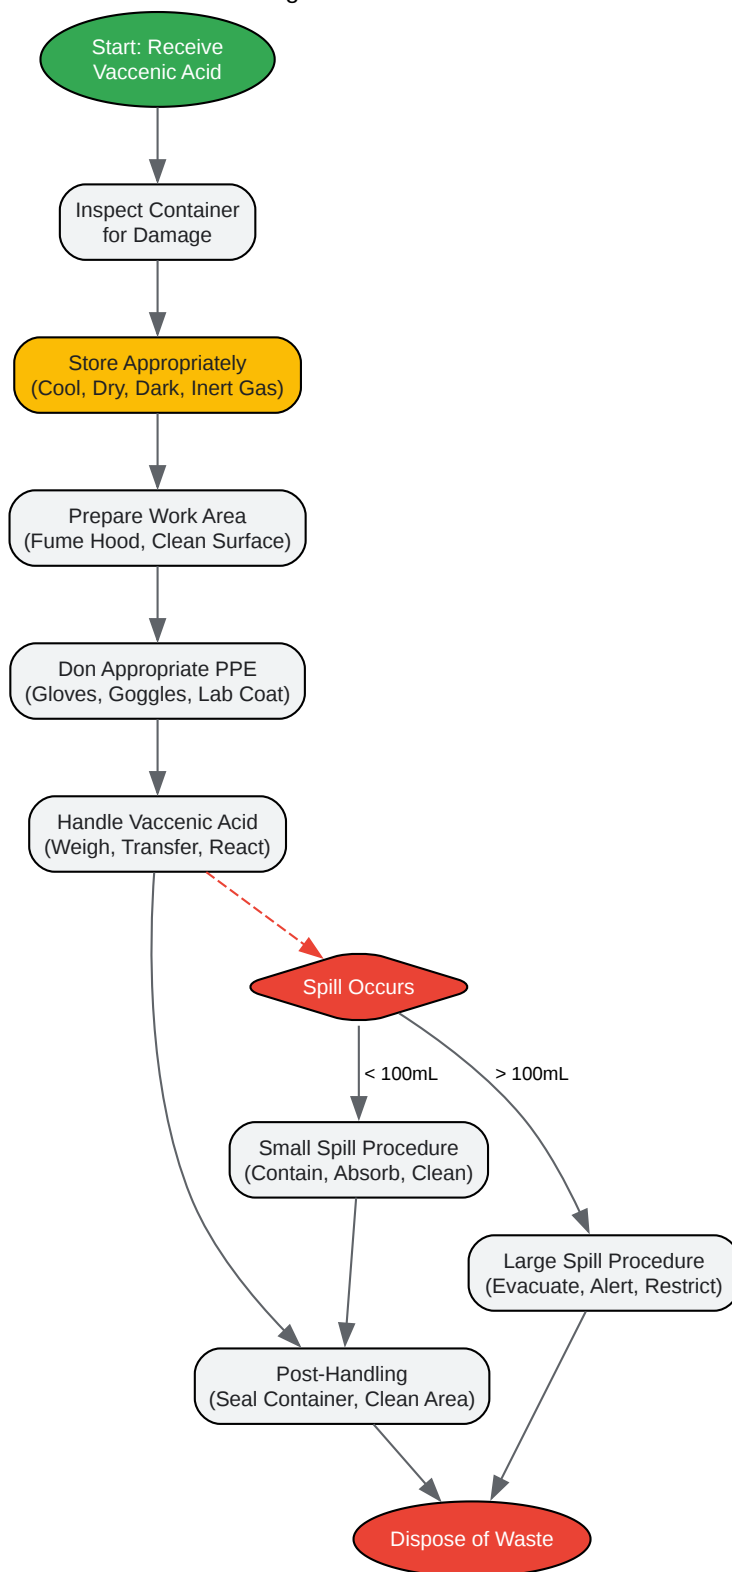 Start: Receive
Vaccenic Acid
Inspect Container
for Damage
Store Appropriately
(Cool, Dry, Dark, Inert Gas)
Prepare Work Area
(Fume Hood, Clean Surface)
Don Appropriate PPE
(Gloves, Goggles, Lab Coat)
Handle Vaccenic Acid
(Weigh, Transfer, React)
Spill Occurs
< 100mL
> 100mL
Small Spill Procedure
(Contain, Absorb, Clean)
Large Spill Procedure
(Evacuate, Alert, Restrict)
Post-Handling
(Seal Container, Clean Area)
Dispose of Waste